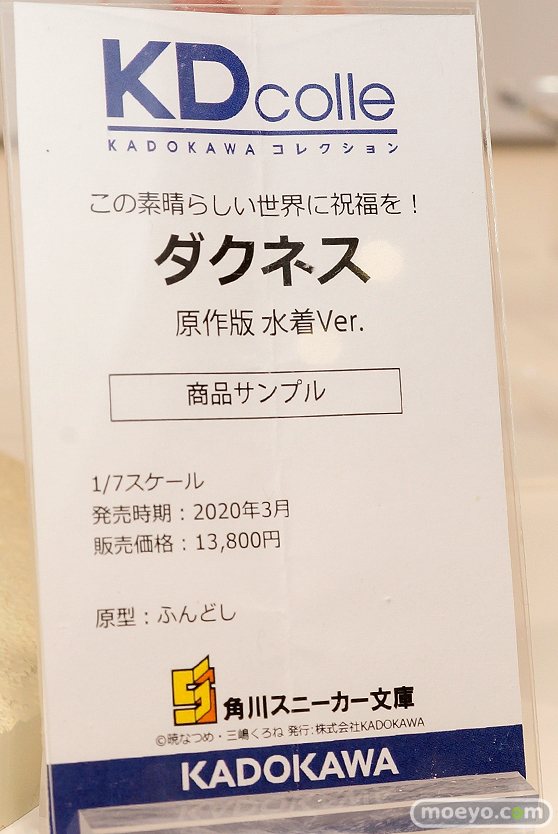 KDcolle
KADOKAWA コレクション
この素晴らしい世界に祝福を！
ダクネス
原作版 水着Ver.
商品サンプル
1/7スケール
発売時期：2020年3月
販売価格：13,800円
原型：ふんどし
角川スニーカー文庫
©暁なつめ・三嶋くろね 発行:株式会社KADOKAWA
KADOKAWA
moeyo.com